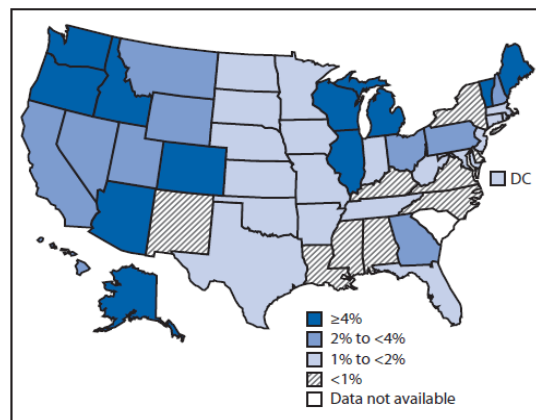 DC
≥4%
2% to <4%
1% to <2%
<1%
Data not available